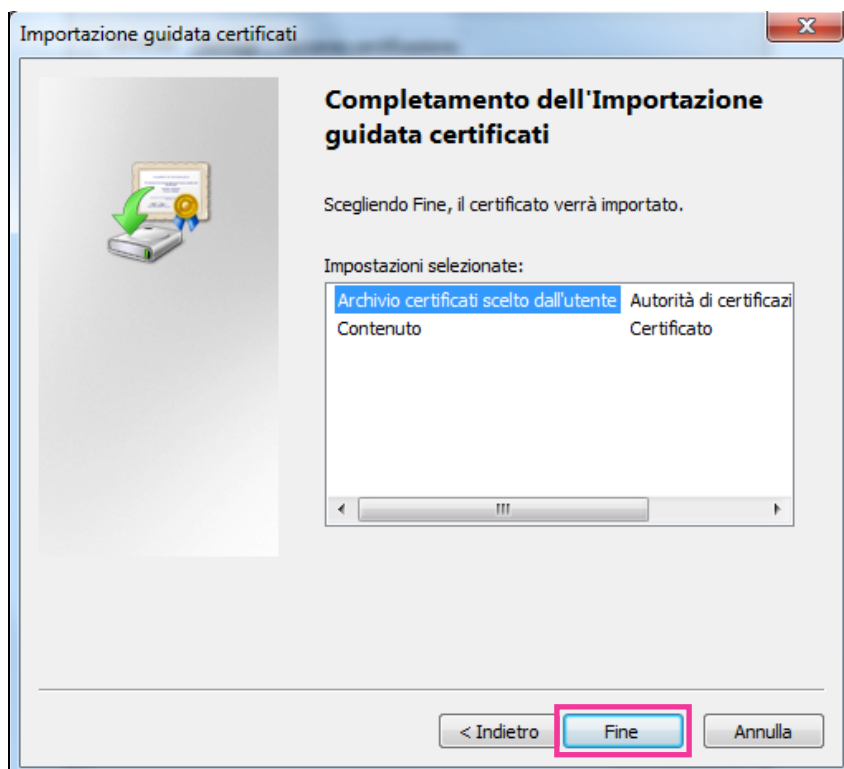 Importazione guidata certificati
Completamento dell'Importazione
guidata certificati
Scegliendo Fine, il certificato verrà importato.
Impostazioni selezionate:
Archivio certificati scelto dall'utente Autorità di certificazi
Contenuto Certificato
< Indietro Fine Annulla